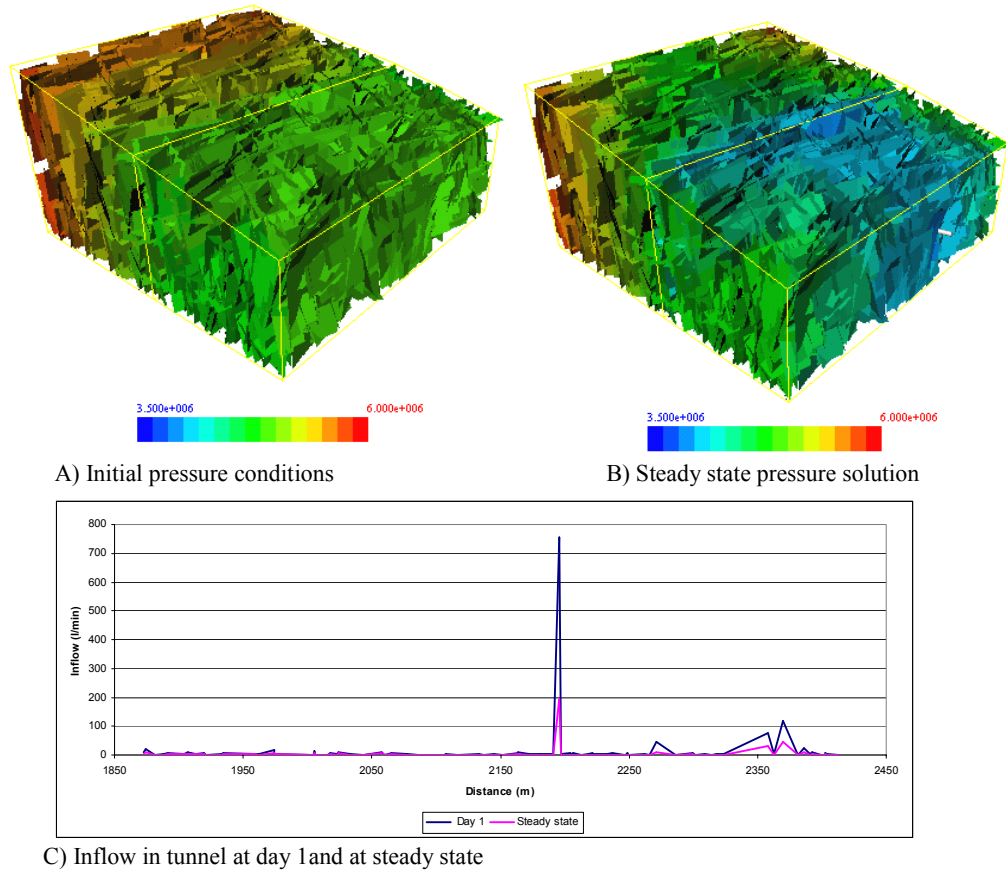 3.500e+006 6.000e+006
3.500e+006 6.000e+006
A) Initial pressure conditions
B) Steady state pressure solution
800
700
600
500
400
300
200
100
0
Inflow (l/min)
1850 1950 2050 2150 2250 2350 2450
Distance (m)
Day 1 Steady state
C) Inflow in tunnel at day 1and at steady state